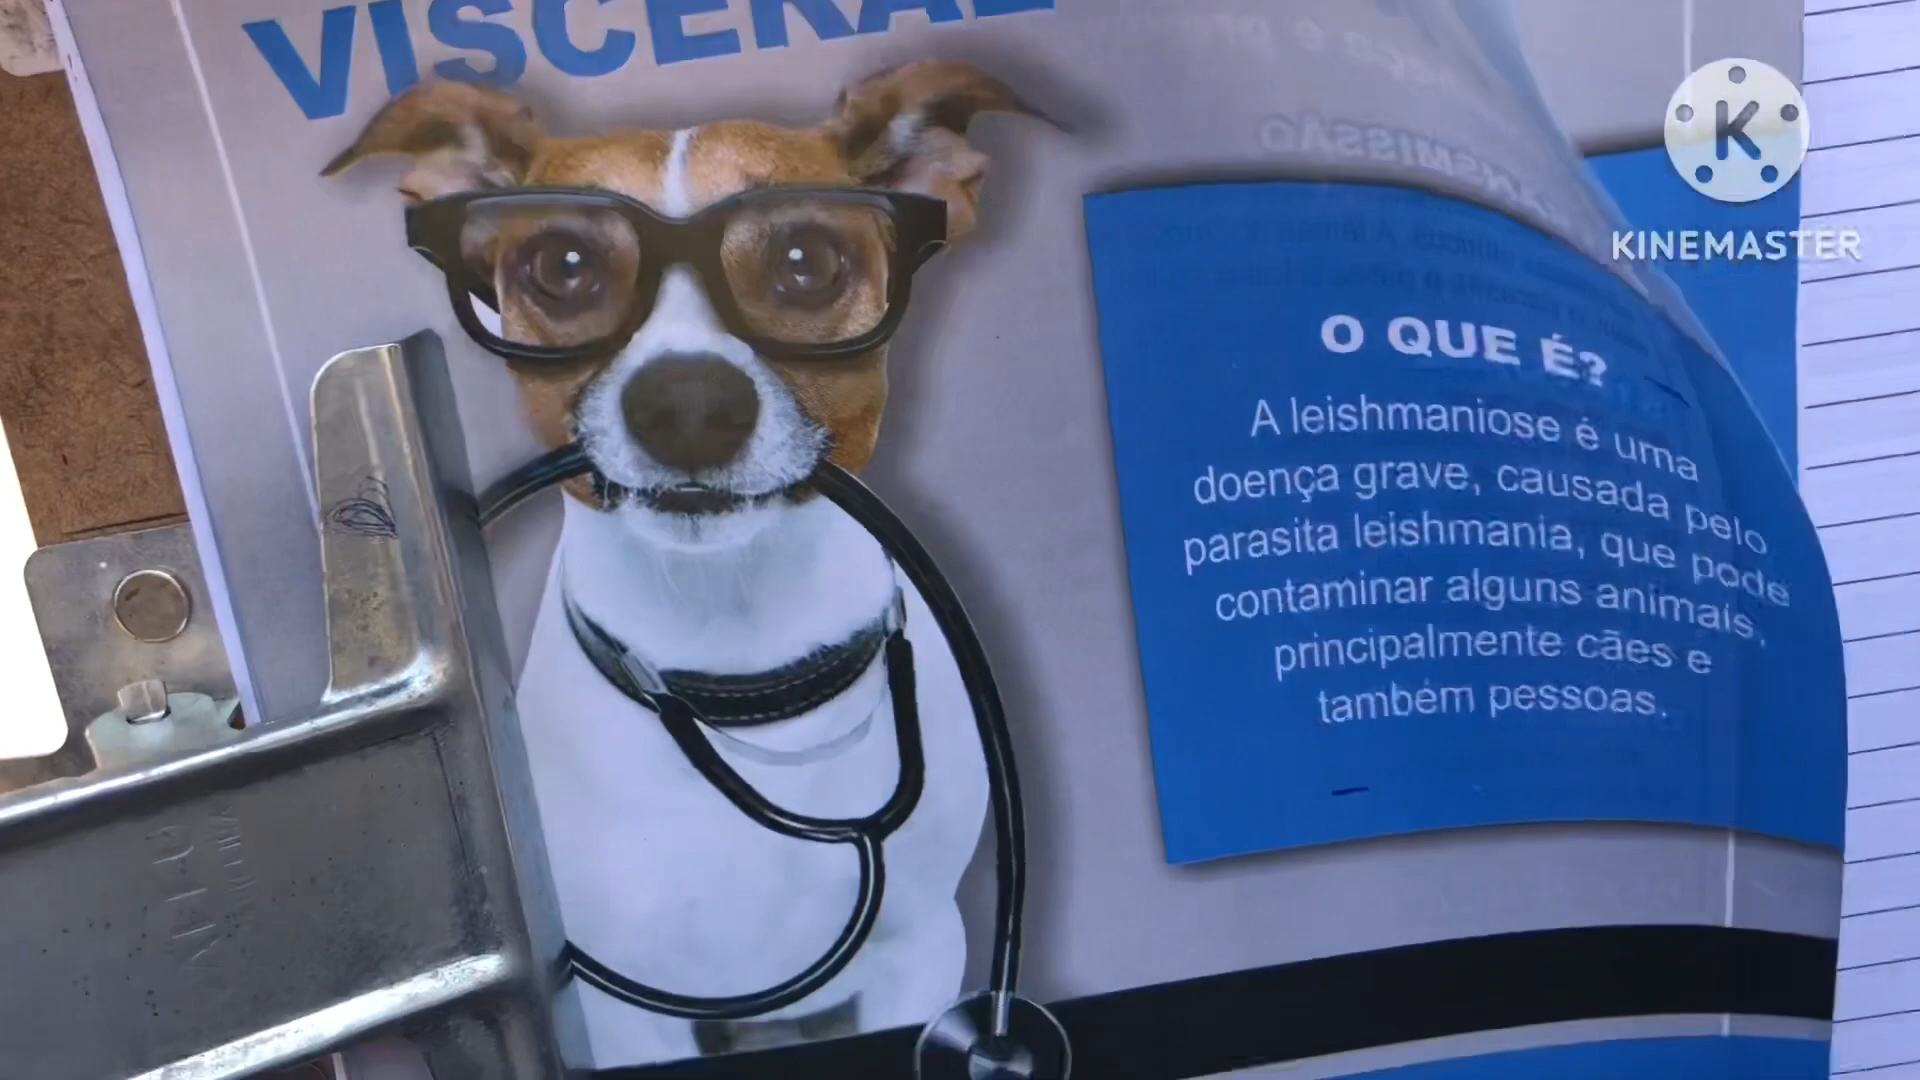 VISCERAL
K
KINEMASTER
O QUE É?
A leishmaniose é uma
doença grave, causada pelo
parasita leishmania, que pode
contaminar alguns animais,
principalmente cães e
também pessoas.